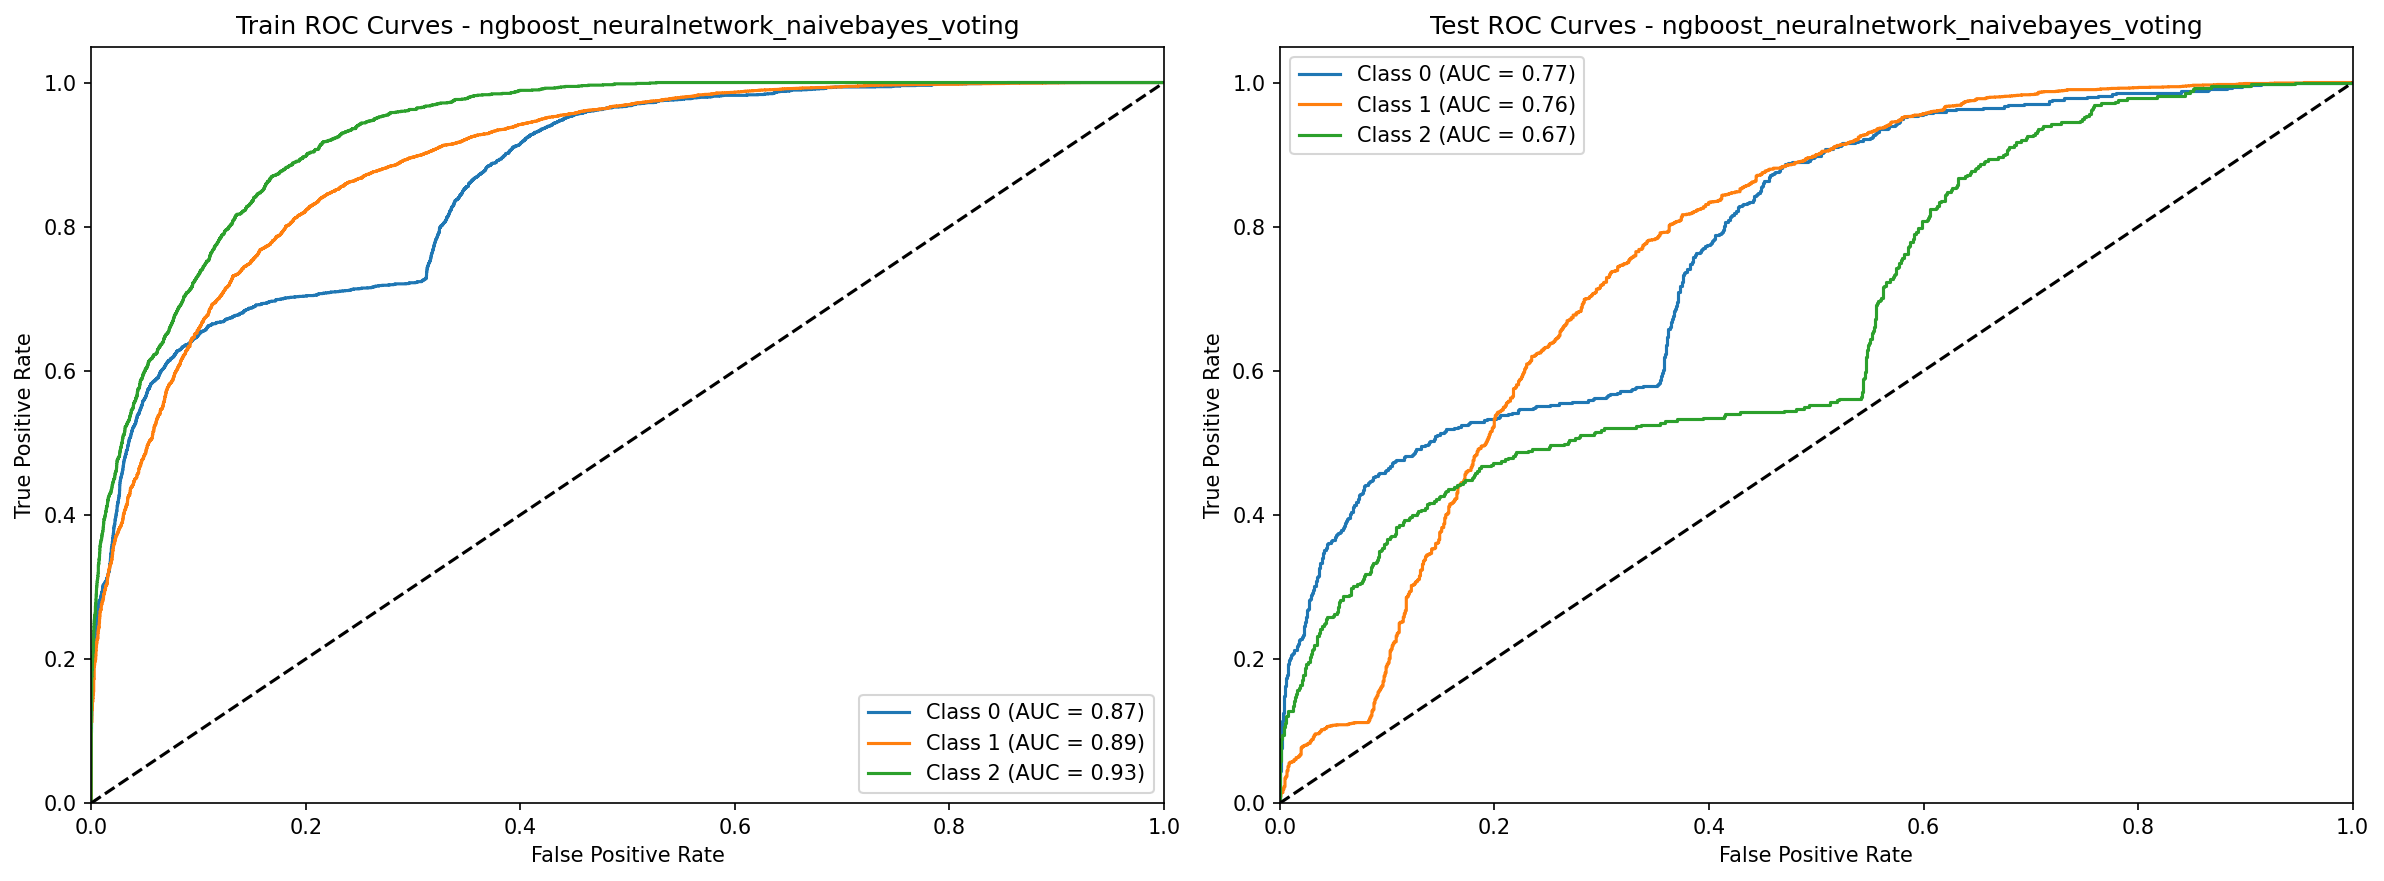 Train ROC Curves - ngboost_neuralnetwork_naivebayes_voting
True Positive Rate
1.0
0.8
0.6
0.4
0.2
0.0
Class 0 (AUC = 0.87)
Class 1 (AUC = 0.89)
Class 2 (AUC = 0.93)
0.0 0.2 0.4 0.6 0.8 1.0
False Positive Rate
Test ROC Curves - ngboost_neuralnetwork_naivebayes_voting
Class 0 (AUC = 0.77)
Class 1 (AUC = 0.76)
Class 2 (AUC = 0.67)
True Positive Rate
1.0
0.8
0.6
0.4
0.2
0.0
0.0 0.2 0.4 0.6 0.8 1.0
False Positive Rate